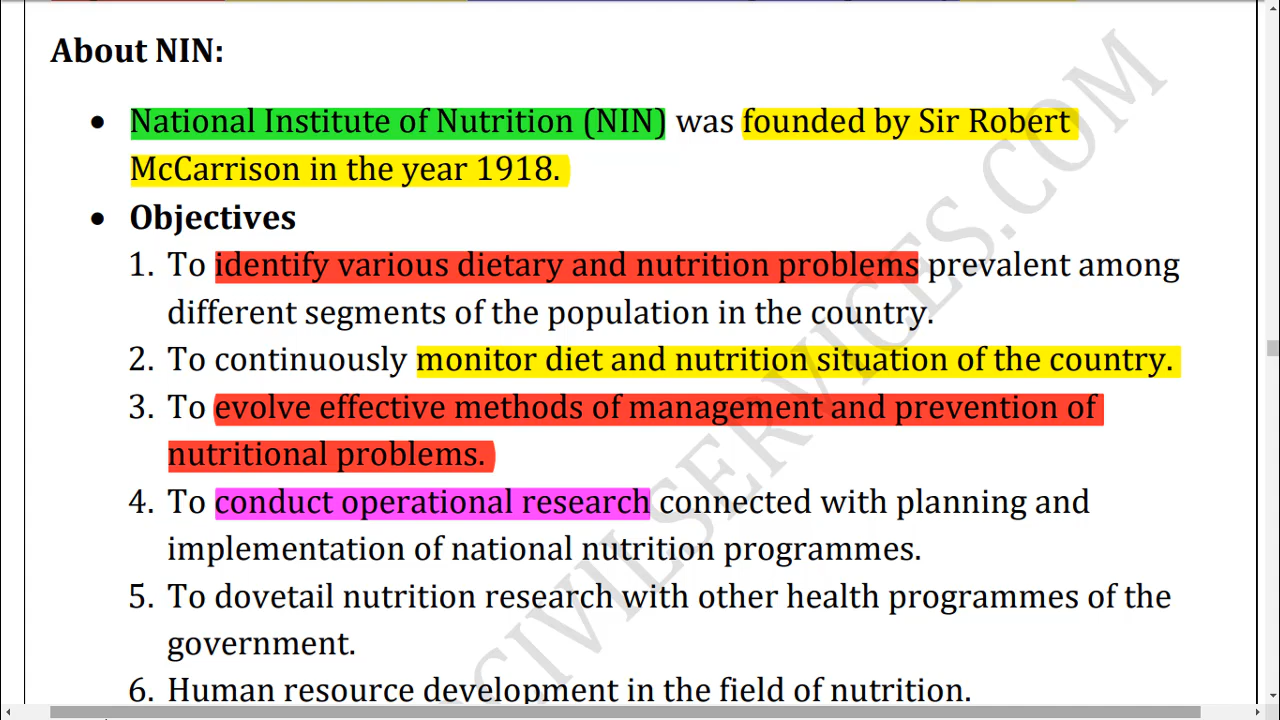 About NIN:
• National Institute of Nutrition (NIN) was founded by Sir Robert
McCarrison in the year 1918.
• Objectives
1. To identify various dietary and nutrition problems prevalent among
different segments of the population in the country.
2. To continuously monitor diet and nutrition situation of the country.
3. To evolve effective methods of management and prevention of
nutritional problems.
4. To conduct operational research connected with planning and
implementation of national nutrition programmes.
5. To dovetail nutrition research with other health programmes of the
government.
6. Human resource development in the field of nutrition.
CIVILSERVICES.COM